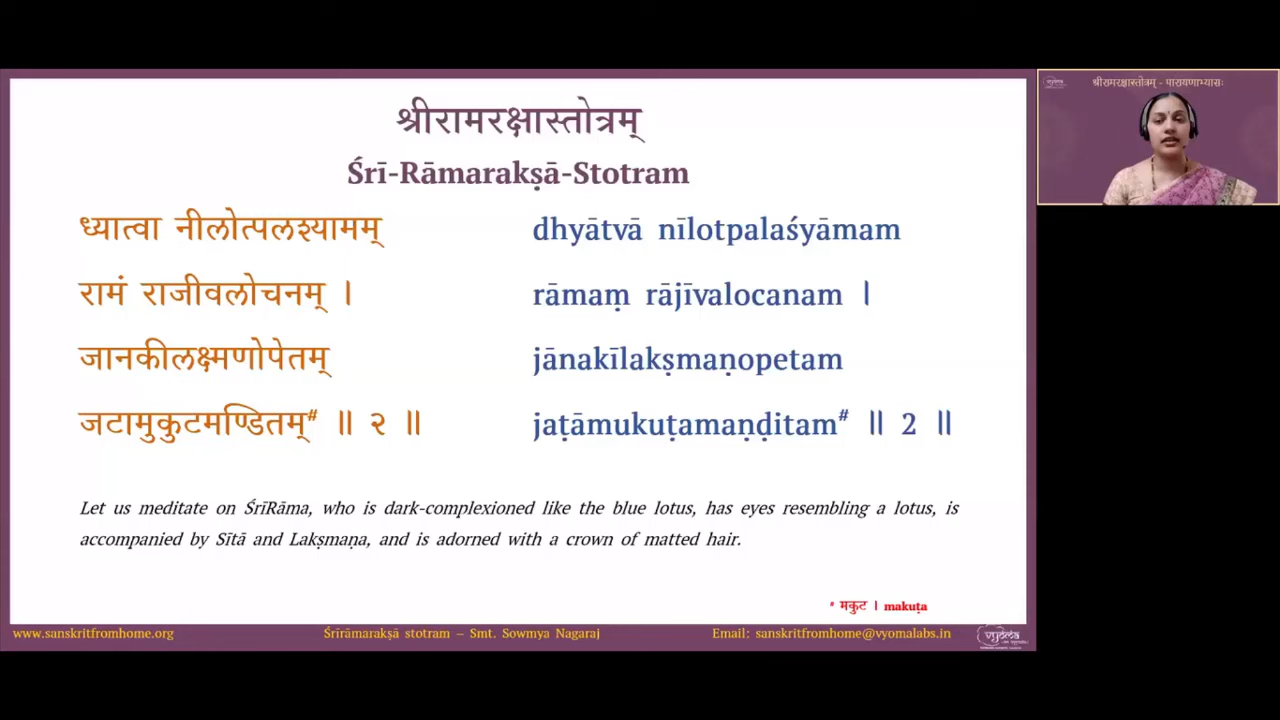 श्रीरामरक्षास्तोत्रम्
Śrī-Rāmarakṣā-Stotram
ध्यात्वा नीलोत्पलश्यामम्
रामं राजीवलोचनम् ।
जानकीलक्ष्मणोपेतम्
जटामुकुटमण्डितम्# ॥ २ ॥
dhyātvā nīlotpalaśyāmam
rāmaṃ rājīvalocanam ।
jānakīlakṣmaṇopetam
jaṭāmukuṭamaṇḍitam# ॥ 2 ॥
Let us meditate on ŚrīRāma, who is dark-complexioned like the blue lotus, has eyes resembling a lotus, is
accompanied by Sītā and Lakṣmaṇa, and is adorned with a crown of matted hair.
# मकुट । makuṭa
www.sanskritfromhome.org
Śrīrāmarakṣā stotram – Smt. Sowmya Nagaraj
Email: sanskritfromhome@vyomalabs.in
vyoma
श्रीरामरक्षास्तोत्रम् - पारायणाभ्यासः